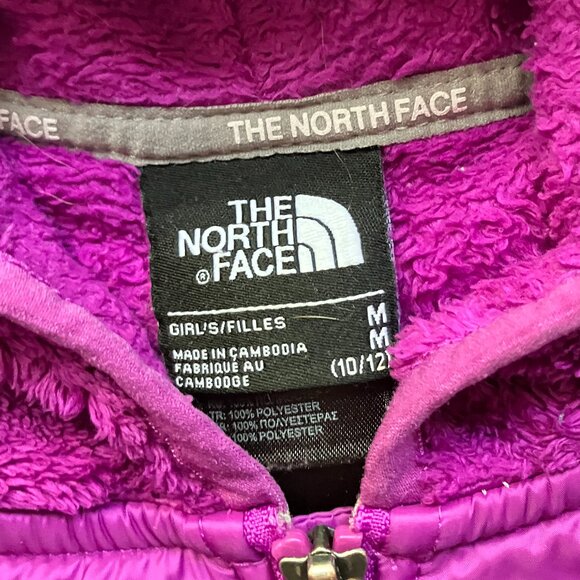 FACE
THE NORTH FACE
THE
NORTH
FACE®
GIRL'S/FILLES M
M
MADE IN CAMBODIA (10/12)
FABRIQUE AU
CAMBODGE
TR: 100% POLYESTER
100% ΠΟΛΥΕΣΤΕΡΑΣ
100% POLYESTER